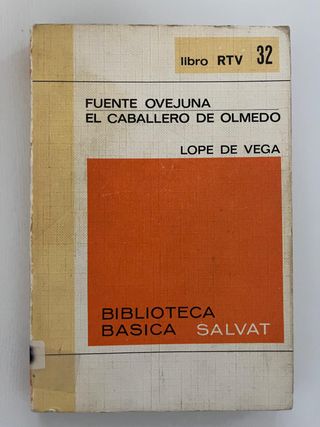 libro RTV 32
FUENTE OVEJUNA
EL CABALLERO DE OLMEDO
LOPE DE VEGA
BIBLIOTECA
BASICA SALVAT